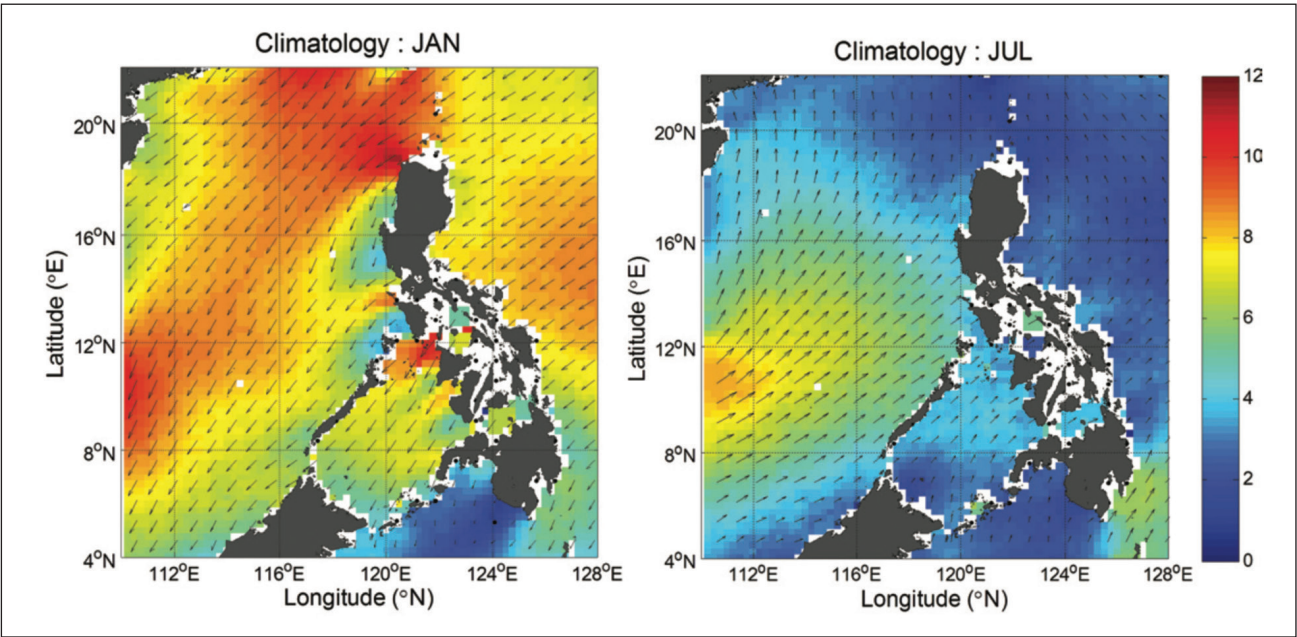 Climatology : JAN
20°N
16°N
12°N
8°N
4°N
Latitude (°E)
112°E
116°E
120°E
124°E
128°E
Longitude (°N)
Climatology : JUL
20°N
16°N
12°N
8°N
4°N
Latitude (°E)
112°E
116°E
120°E
124°E
128°E
Longitude (°N)
12
10
8
6
4
2
0